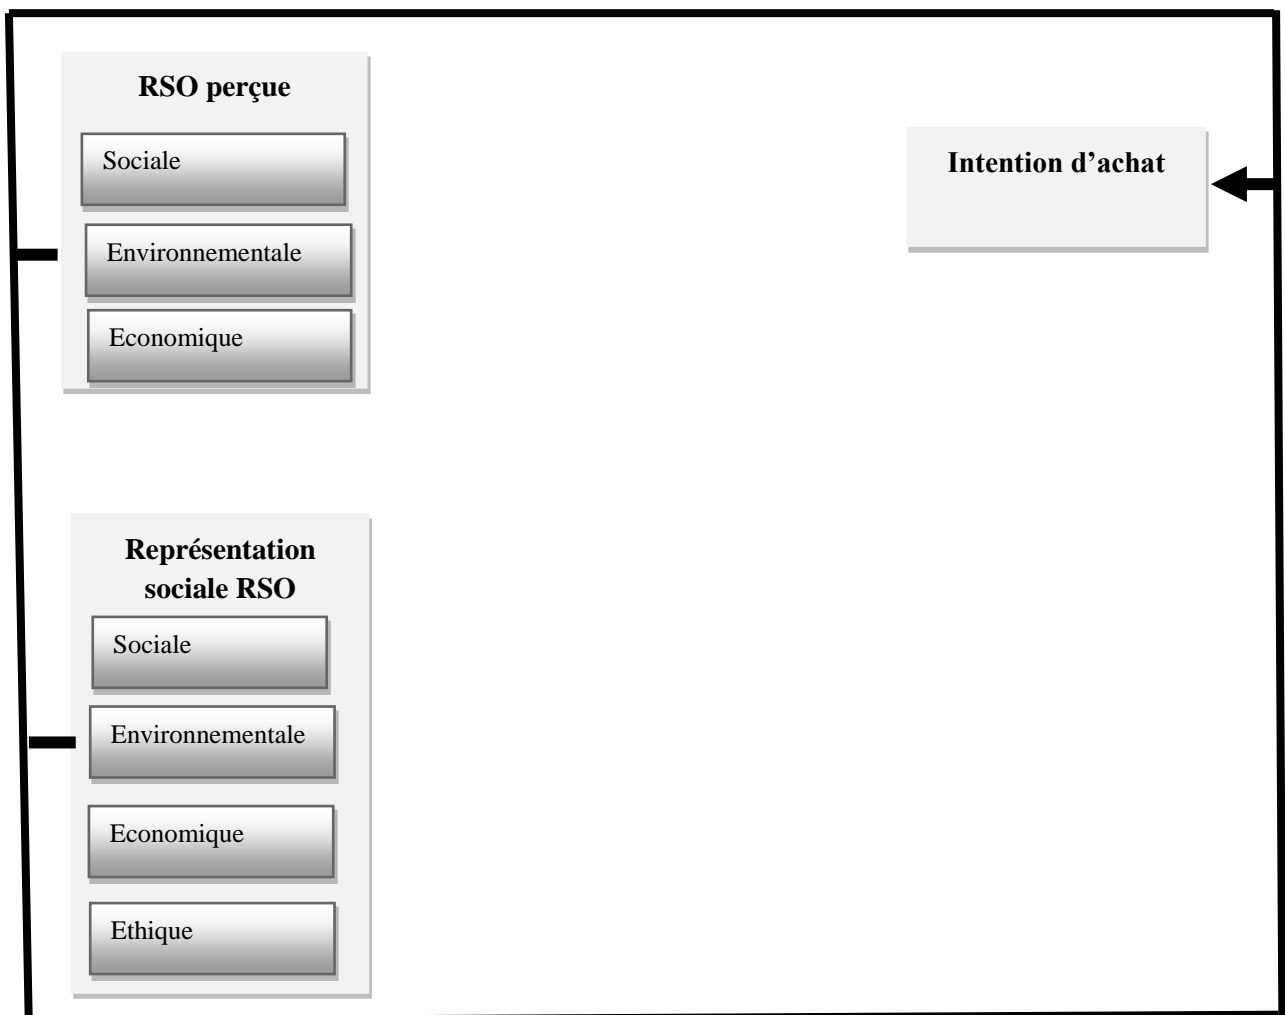 RSO perçue
Sociale
Environnementale
Economique
Intention d’achat
Représentation
sociale RSO
Sociale
Environnementale
Economique
Ethique